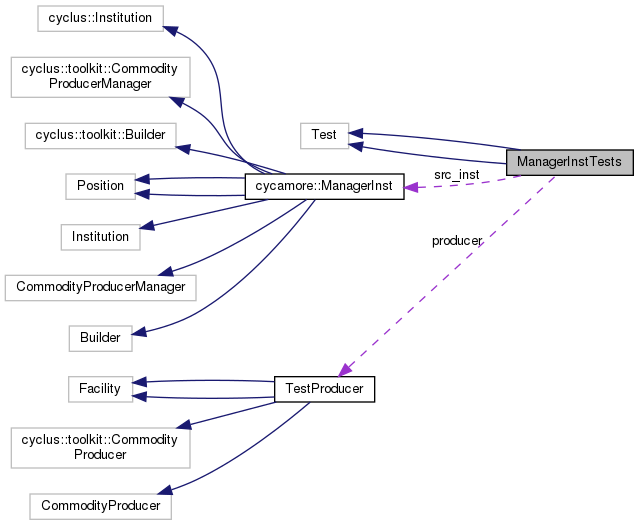 cyclus::Institution
cyclus::toolkit::Commodity
ProducerManager
cyclus::toolkit::Builder
Test
ManagerInstTests
src_inst
Position
cycamore::ManagerInst
Institution
producer
CommodityProducerManager
Builder
Facility
TestProducer
cyclus::toolkit::Commodity
Producer
CommodityProducer